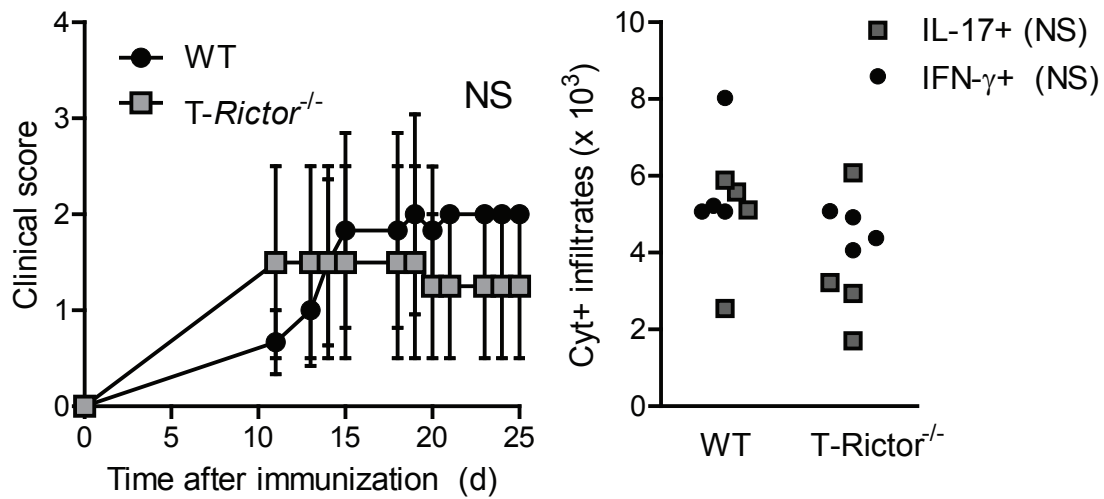 4
3
2
1
0
Clinical score
WT
T-Rictor-/-
NS
0 5 10 15 20 25
Time after immunization (d)
10
8
6
4
2
0
Cyt+ infiltrates (x 10³)
IL-17+ (NS)
IFN-γ+ (NS)
WT T-Rictor-/-